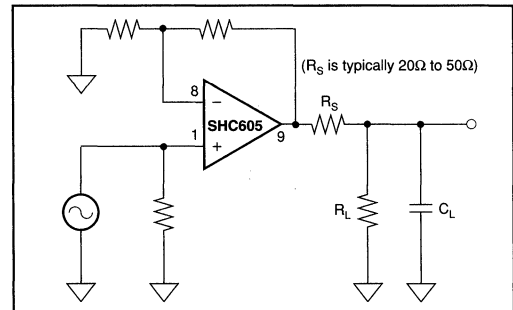 (RS is typically 20Ω to 50Ω)
8
−
SHC605
RS
1
+
9
RL
CL